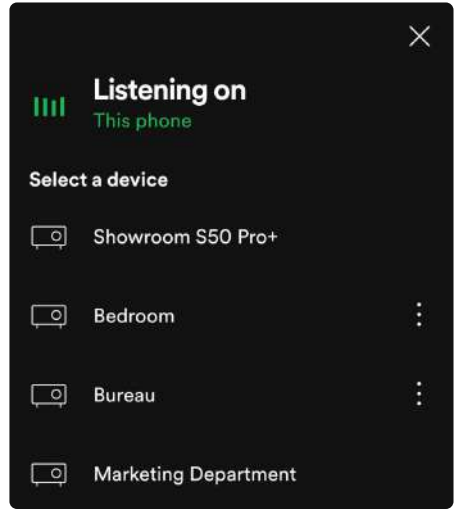 Listening on
This phone
Select a device
Showroom S50 Pro+
Bedroom
Bureau
Marketing Department